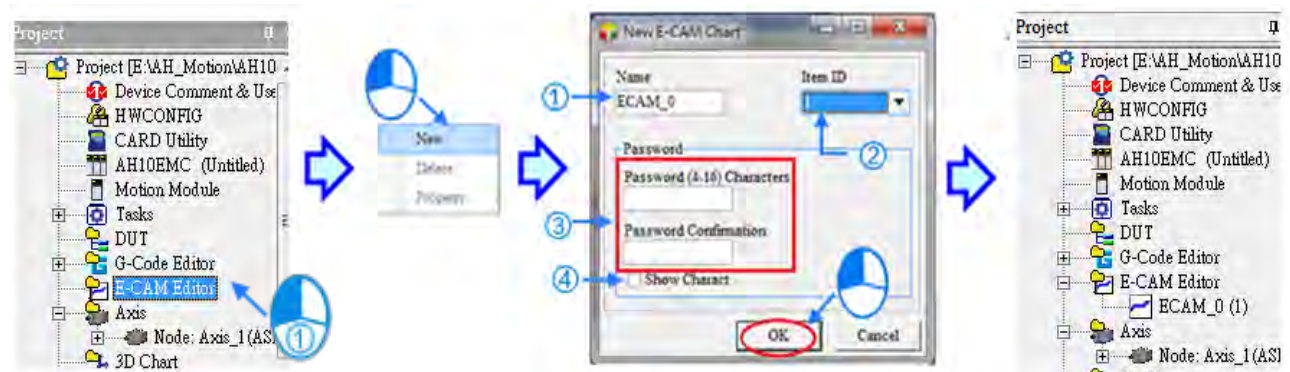 Project
Project [E:\AH_Motion\AH10
Device Comment & Use
HWCONFIG
CARD Utility
AH10EMC (Untitled)
Motion Module
Tasks
DUT
G-Code Editor
E-CAM Editor
Axis
Node: Axis_1(AS
3D Chart
①
New
Delete
Property
New E-CAM Chart
Name
Item ID
① ECAM_0
②
Password
Password (4-16) Characters
③
Password Confirmation
④ Show Charact
OK
Cancel
Project
Project [E:\AH_Motion\AH10
Device Comment & Use
HWCONFIG
CARD Utility
AH10EMC (Untitled)
Motion Module
Tasks
DUT
G-Code Editor
E-CAM Editor
ECAM_0 (1)
Axis
Node: Axis_1(ASI